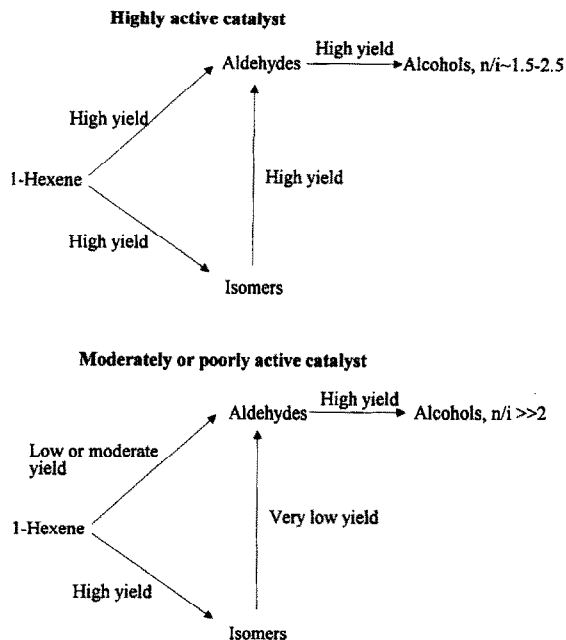 Highly active catalyst
High yield
Aldehydes
Alcohols, n/i~1.5-2.5
High yield
1-Hexene
High yield
High yield
Isomers
Moderately or poorly active catalyst
High yield
Aldehydes
Alcohols, n/i >>2
Low or moderate
yield
Very low yield
1-Hexene
High yield
Isomers